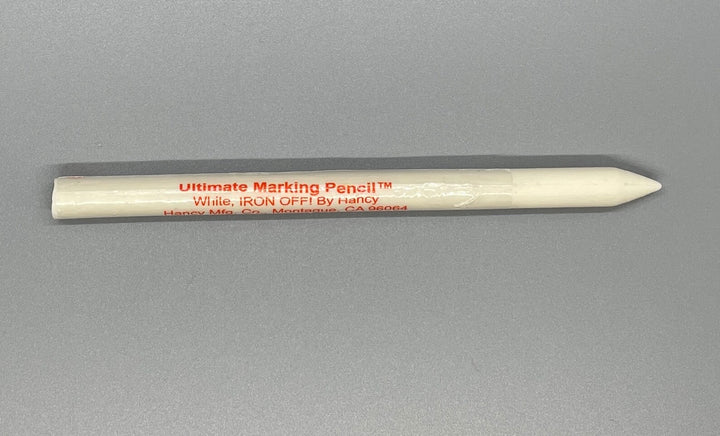 Ultimate Marking Pencil™
White, IRON OFF! By Hancy
Hancy Mfg. Co., Montague, CA 96064